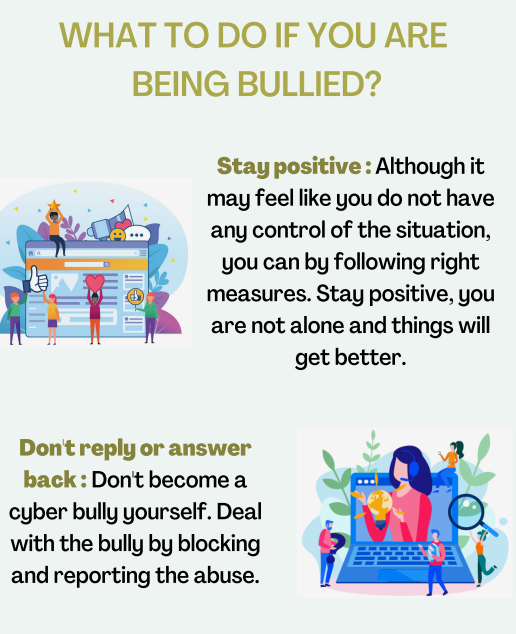 WHAT TO DO IF YOU ARE
BEING BULLIED?
Stay positive : Although it
may feel like you do not have
any control of the situation,
you can by following right
measures. Stay positive, you
are not alone and things will
get better.
Don't reply or answer
back : Don't become a
cyber bully yourself. Deal
with the bully by blocking
and reporting the abuse.